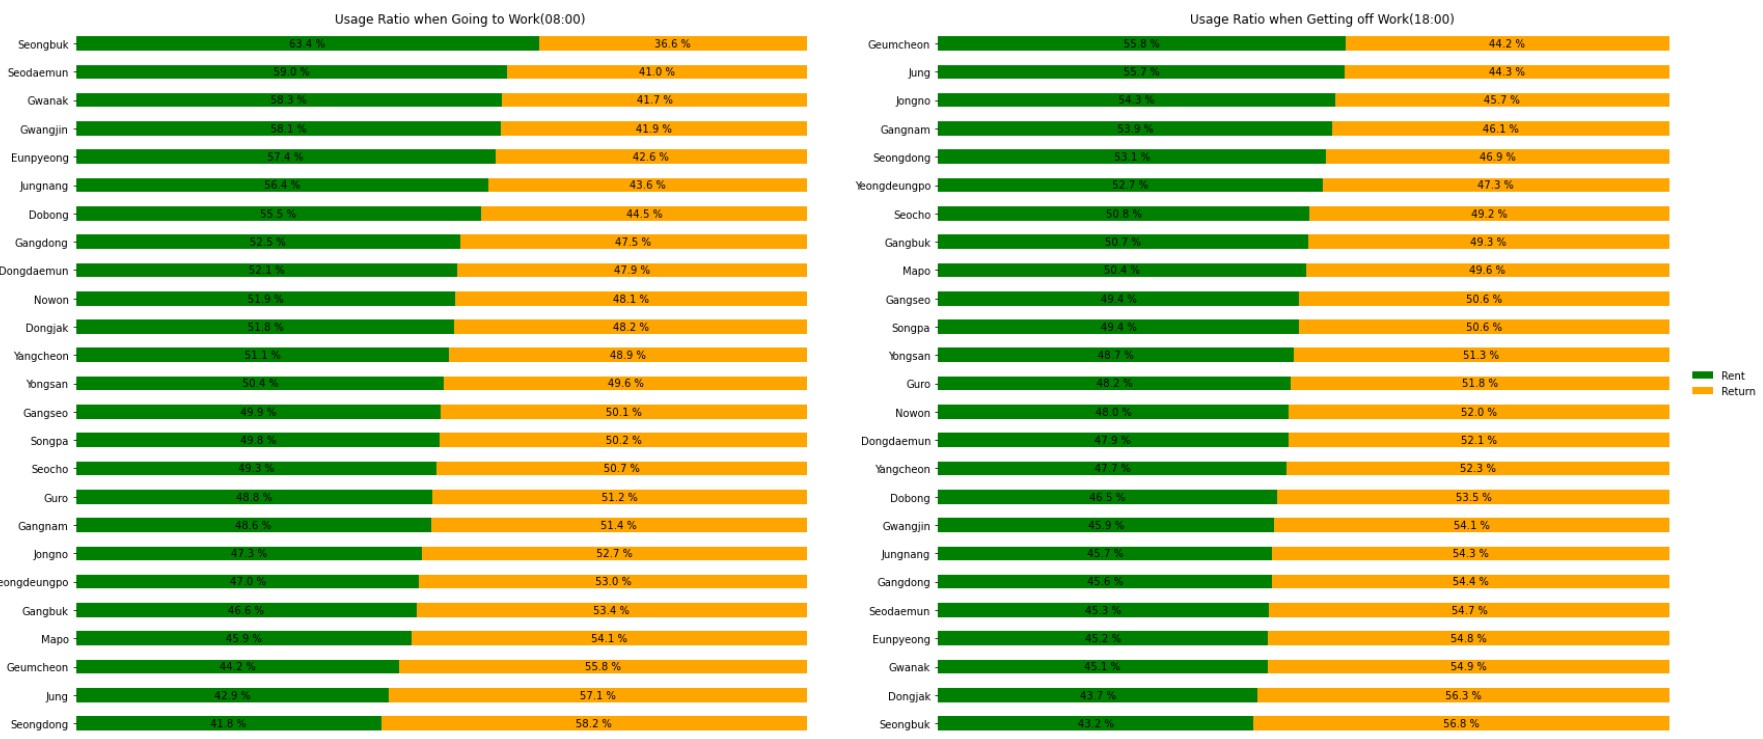 Usage Ratio when Going to Work(08:00)
Seongbuk 63.4 % 36.6 %
Seodaemun 59.0 % 41.0 %
Gwanak 58.3 % 41.7 %
Gwangjin 58.1 % 41.9 %
Eunpyeong 57.4 % 42.6 %
Jungnang 56.4 % 43.6 %
Dobong 55.5 % 44.5 %
Gangdong 52.5 % 47.5 %
Dongdaemun 52.1 % 47.9 %
Nowon 51.9 % 48.1 %
Dongjak 51.8 % 48.2 %
Yangcheon 51.1 % 48.9 %
Yongsan 50.4 % 49.6 %
Gangseo 49.9 % 50.1 %
Songpa 49.8 % 50.2 %
Seocho 49.3 % 50.7 %
Guro 48.8 % 51.2 %
Gangnam 48.6 % 51.4 %
Jongno 47.3 % 52.7 %
eongdeungpo 47.0 % 53.0 %
Gangbuk 46.6 % 53.4 %
Mapo 45.9 % 54.1 %
Geumcheon 44.2 % 55.8 %
Jung 42.9 % 57.1 %
Seongdong 41.8 % 58.2 %
Usage Ratio when Getting off Work(18:00)
Geumcheon 55.8 % 44.2 %
Jung 55.7 % 44.3 %
Jongno 54.3 % 45.7 %
Gangnam 53.9 % 46.1 %
Seongdong 53.1 % 46.9 %
Yeongdeungpo 52.7 % 47.3 %
Seocho 50.8 % 49.2 %
Gangbuk 50.7 % 49.3 %
Mapo 50.4 % 49.6 %
Gangseo 49.4 % 50.6 %
Songpa 49.4 % 50.6 %
Yongsan 48.7 % 51.3 %
Guro 48.2 % 51.8 %
Nowon 48.0 % 52.0 %
Dongdaemun 47.9 % 52.1 %
Yangcheon 47.7 % 52.3 %
Dobong 46.5 % 53.5 %
Gwangjin 45.9 % 54.1 %
Jungnang 45.7 % 54.3 %
Gangdong 45.6 % 54.4 %
Seodaemun 45.3 % 54.7 %
Eunpyeong 45.2 % 54.8 %
Gwanak 45.1 % 54.9 %
Dongjak 43.7 % 56.3 %
Seongbuk 43.2 % 56.8 %
Rent
Return